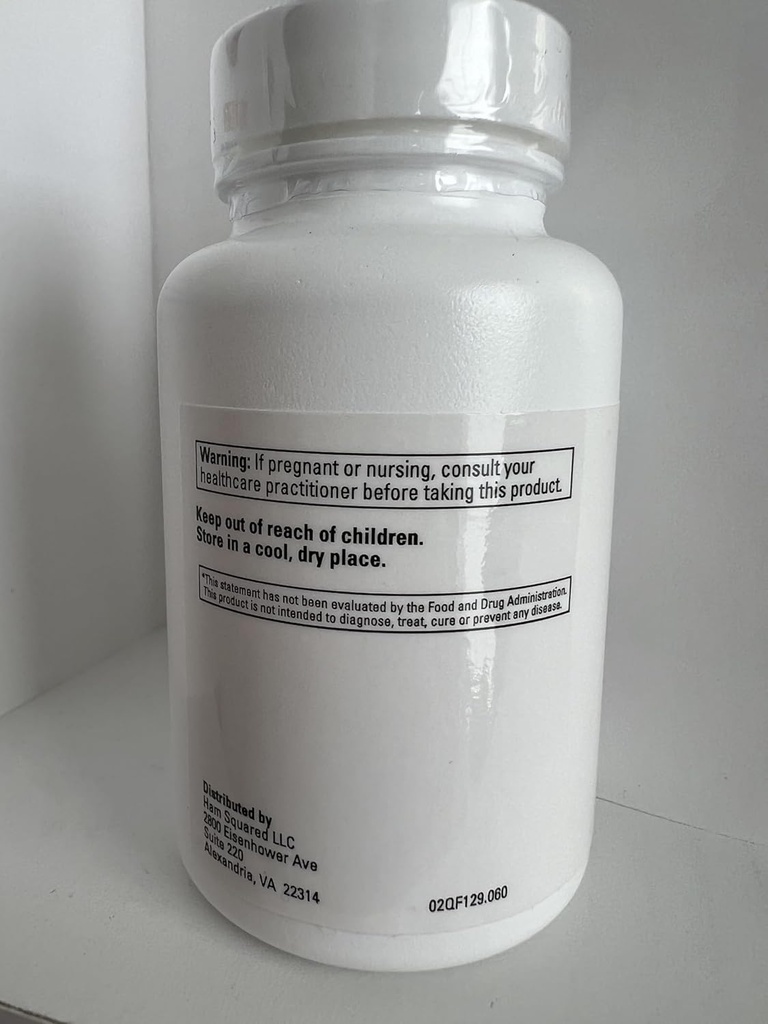 Warning: If pregnant or nursing, consult your
healthcare practitioner before taking this product.
Keep out of reach of children.
Store in a cool, dry place.
*This statement has not been evaluated by the Food and Drug Administration.
This product is not intended to diagnose, treat, cure or prevent any disease.
Distributed by
Ham Squared LLC
2800 Eisenhower Ave
Suite 220
Alexandria, VA 22314
02QF129.060